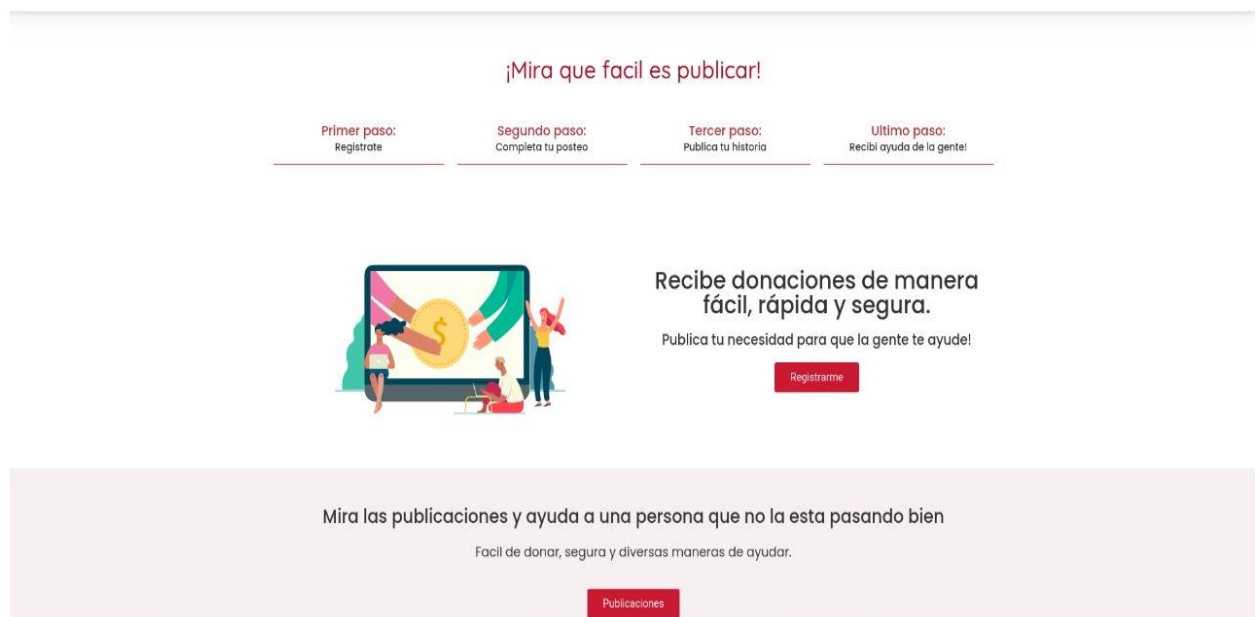 ¡Mira que facil es publicar!
Primer paso:
Registrate
Segundo paso:
Completa tu posteo
Tercer paso:
Publica tu historia
Ultimo paso:
Recibi ayuda de la gente!
$
Recibe donaciones de manera
fácil, rápida y segura.
Publica tu necesidad para que la gente te ayude!
Registrarme
Mira las publicaciones y ayuda a una persona que no la esta pasando bien
Facil de donar, segura y diversas maneras de ayudar.
Publicaciones